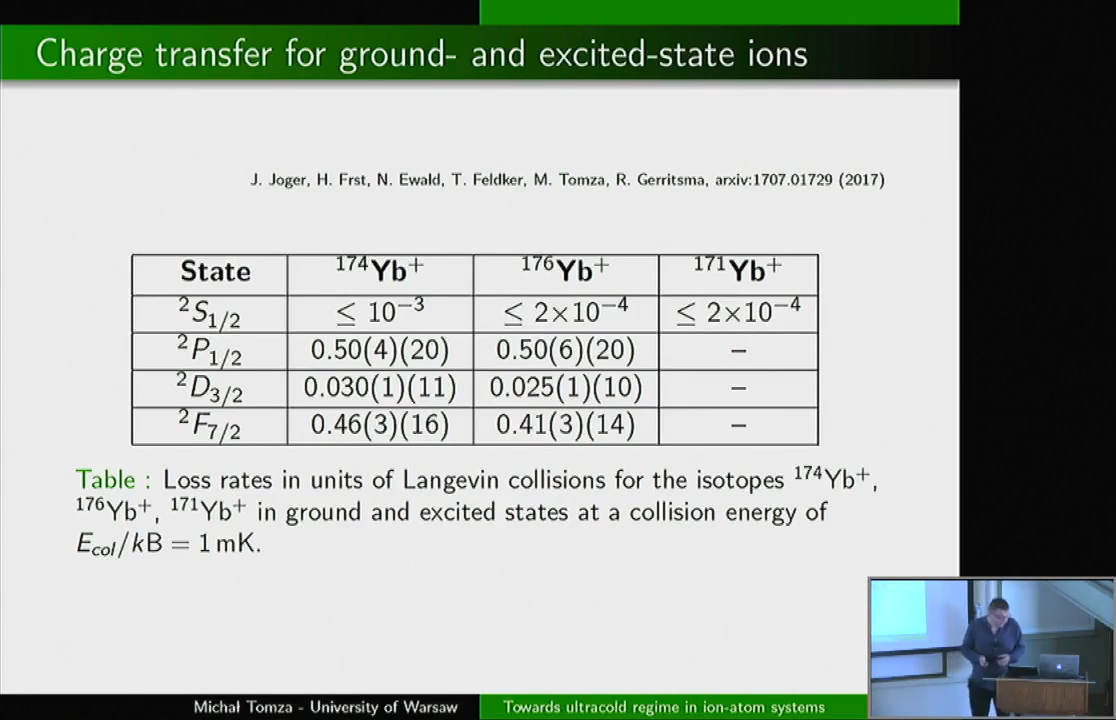 Charge transfer for ground- and excited-state ions
J. Joger, H. Frst, N. Ewald, T. Feldker, M. Tomza, R. Gerritsma, arxiv:1707.01729 (2017)
State ¹⁷⁴Yb⁺ ¹⁷⁶Yb⁺ ¹⁷¹Yb⁺
²S₁/₂ ≤ 10⁻³ ≤ 2×10⁻⁴ ≤ 2×10⁻⁴
²P₁/₂ 0.50(4)(20) 0.50(6)(20) –
²D₃/₂ 0.030(1)(11) 0.025(1)(10) –
²F₇/₂ 0.46(3)(16) 0.41(3)(14) –
Table : Loss rates in units of Langevin collisions for the isotopes ¹⁷⁴Yb⁺,
¹⁷⁶Yb⁺, ¹⁷¹Yb⁺ in ground and excited states at a collision energy of
E_col/kB = 1 mK.
Michał Tomza - University of Warsaw Towards ultracold regime in ion-atom systems